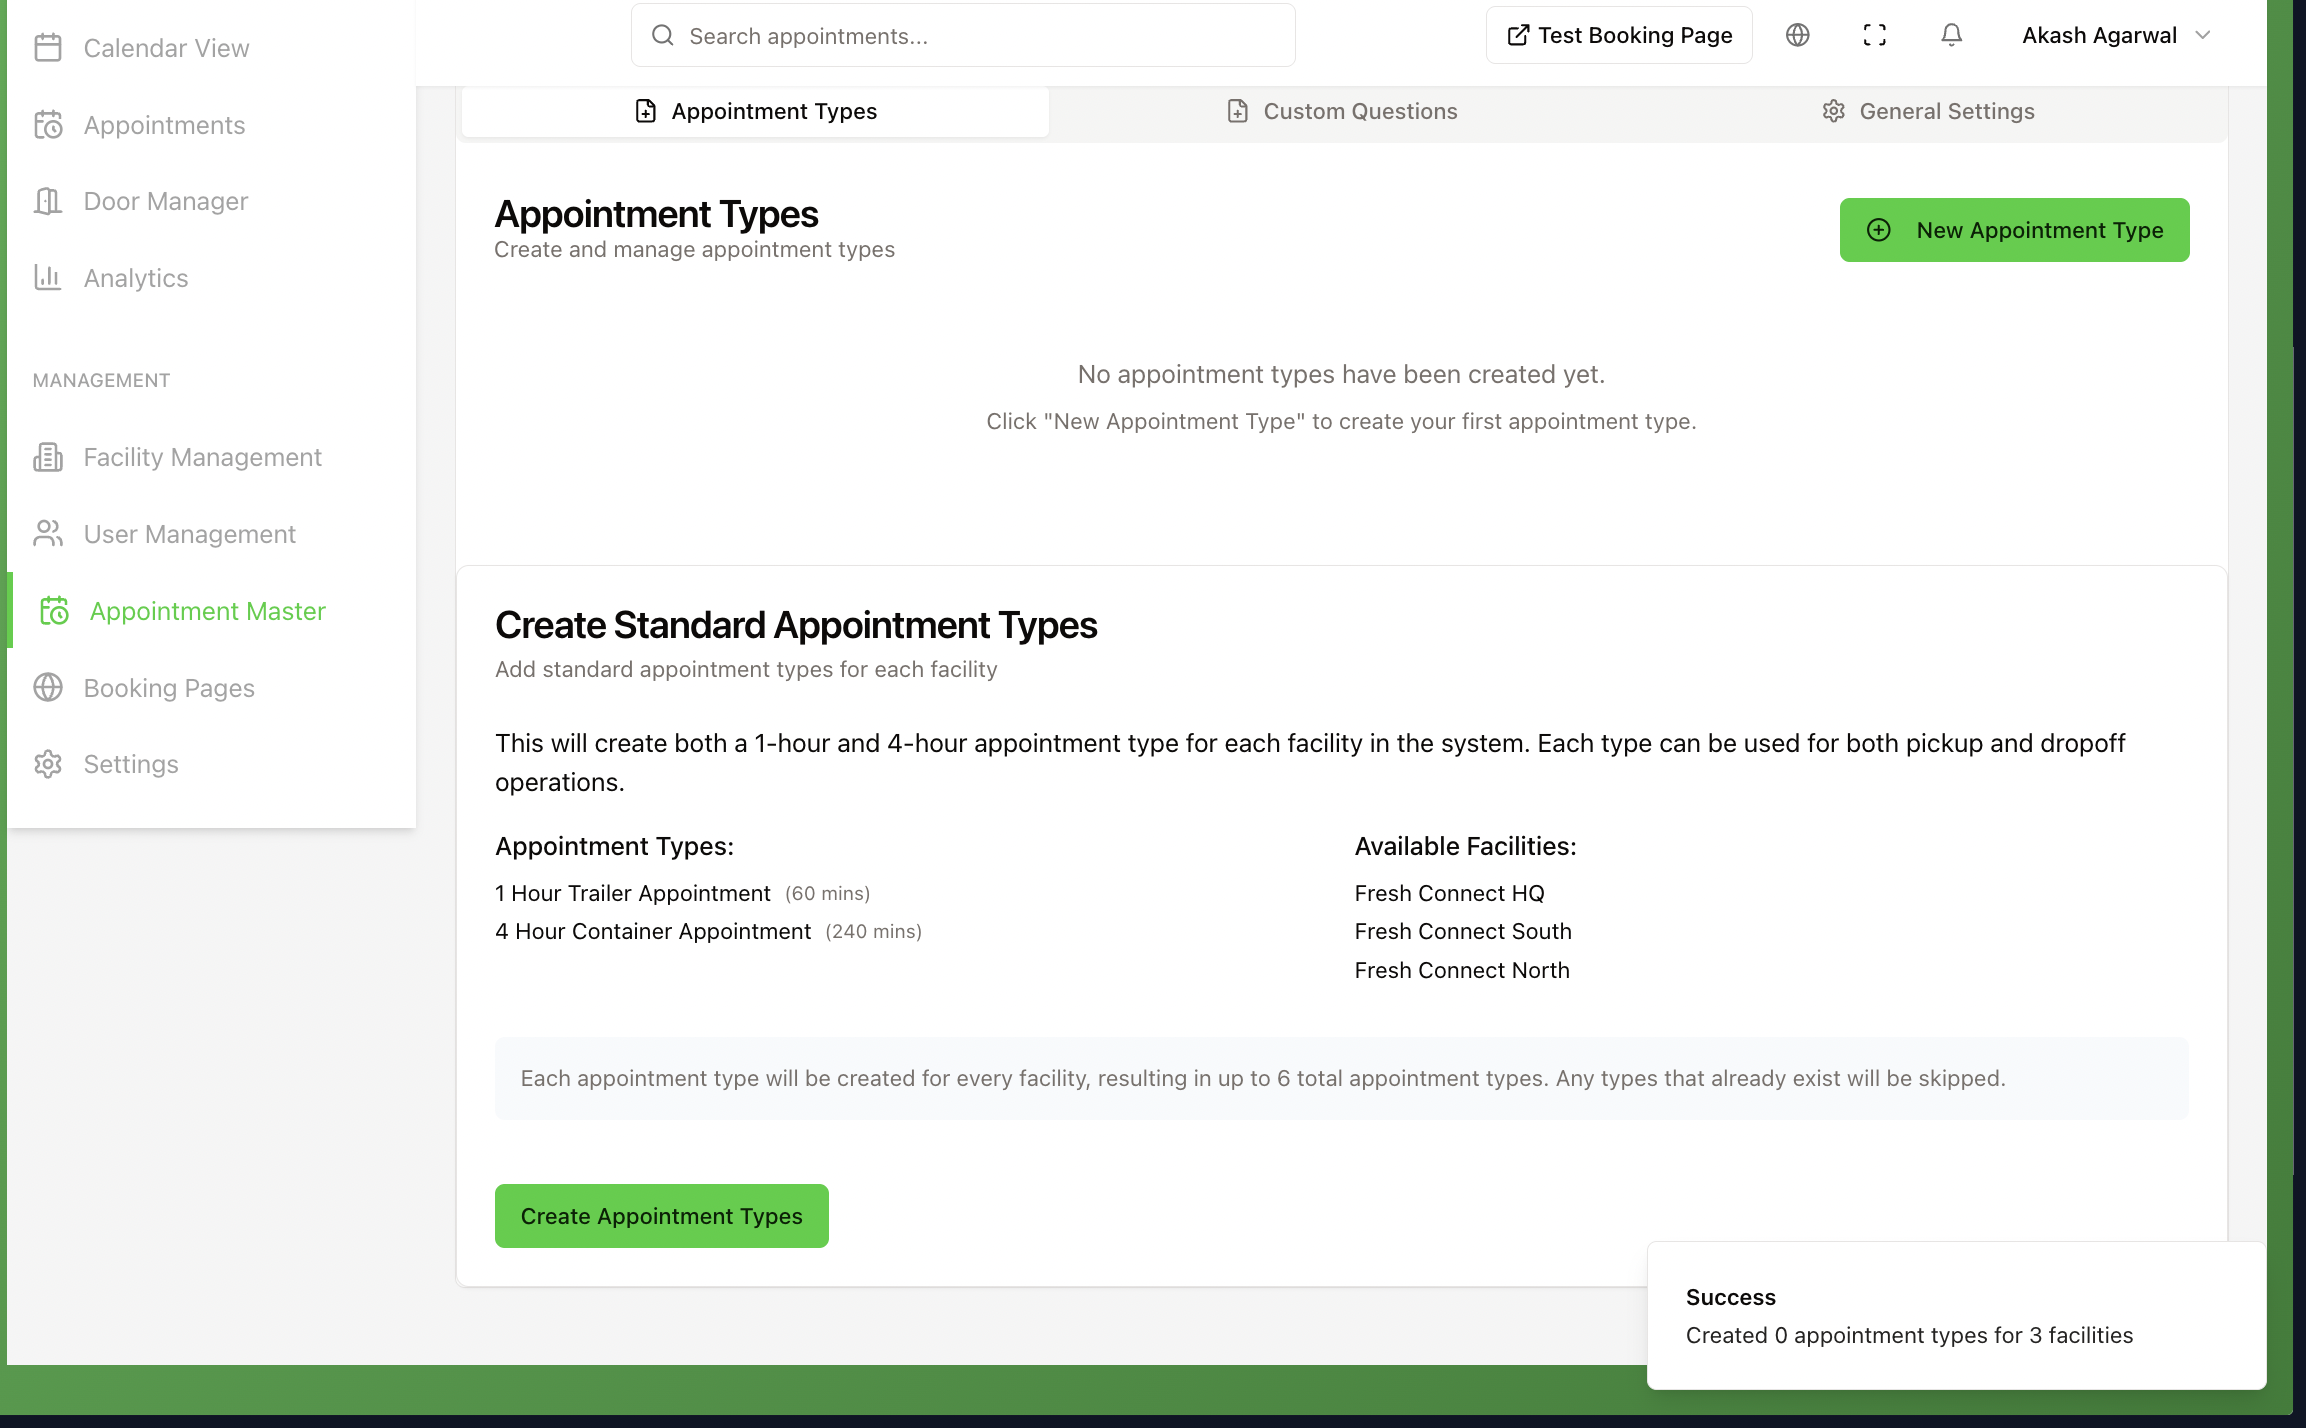 Calendar View
Appointments
Door Manager
Analytics
MANAGEMENT
Facility Management
User Management
Appointment Master
Booking Pages
Settings
Search appointments...
Test Booking Page
Akash Agarwal
Appointment Types
Custom Questions
General Settings
Appointment Types
Create and manage appointment types
New Appointment Type
No appointment types have been created yet.
Click "New Appointment Type" to create your first appointment type.
Create Standard Appointment Types
Add standard appointment types for each facility
This will create both a 1-hour and 4-hour appointment type for each facility in the system. Each type can be used for both pickup and dropoff
operations.
Appointment Types:
1 Hour Trailer Appointment (60 mins)
4 Hour Container Appointment (240 mins)
Available Facilities:
Fresh Connect HQ
Fresh Connect South
Fresh Connect North
Each appointment type will be created for every facility, resulting in up to 6 total appointment types. Any types that already exist will be skipped.
Create Appointment Types
Success
Created 0 appointment types for 3 facilities